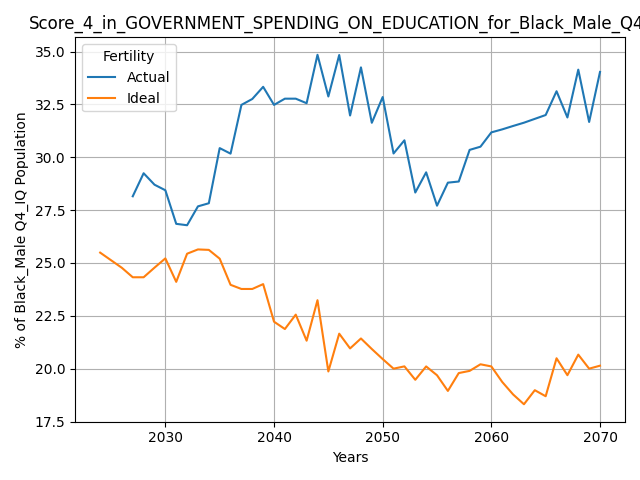 Score_4_in_GOVERNMENT_SPENDING_ON_EDUCATION_for_Black_Male_Q4
Fertility
Actual
Ideal
35.0
32.5
30.0
27.5
25.0
22.5
20.0
17.5
% of Black_Male Q4_IQ Population
2030
2040
2050
2060
2070
Years